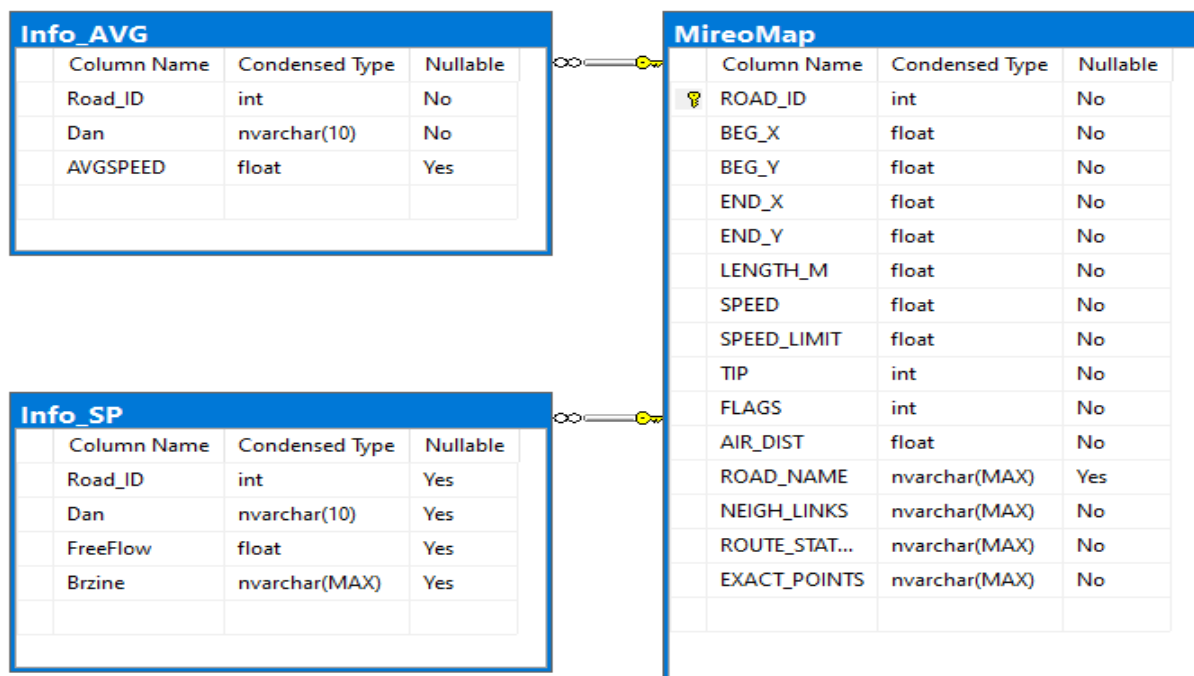 Info_AVG
Column Name Condensed Type Nullable
Road_ID int No
Dan nvarchar(10) No
AVGSPEED float Yes
Info_SP
Column Name Condensed Type Nullable
Road_ID int Yes
Dan nvarchar(10) Yes
FreeFlow float Yes
Brzine nvarchar(MAX) Yes
MireoMap
Column Name Condensed Type Nullable
ROAD_ID int No
BEG_X float No
BEG_Y float No
END_X float No
END_Y float No
LENGTH_M float No
SPEED float No
SPEED_LIMIT float No
TIP int No
FLAGS int No
AIR_DIST float No
ROAD_NAME nvarchar(MAX) Yes
NEIGH_LINKS nvarchar(MAX) No
ROUTE_STAT... nvarchar(MAX) No
EXACT_POINTS nvarchar(MAX) No